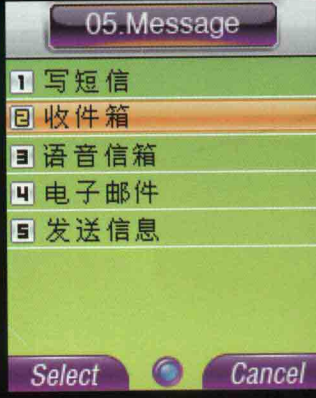 05.Message
1 写短信
2 收件箱
3 语音信箱
4 电子邮件
5 发送信息
Select Cancel